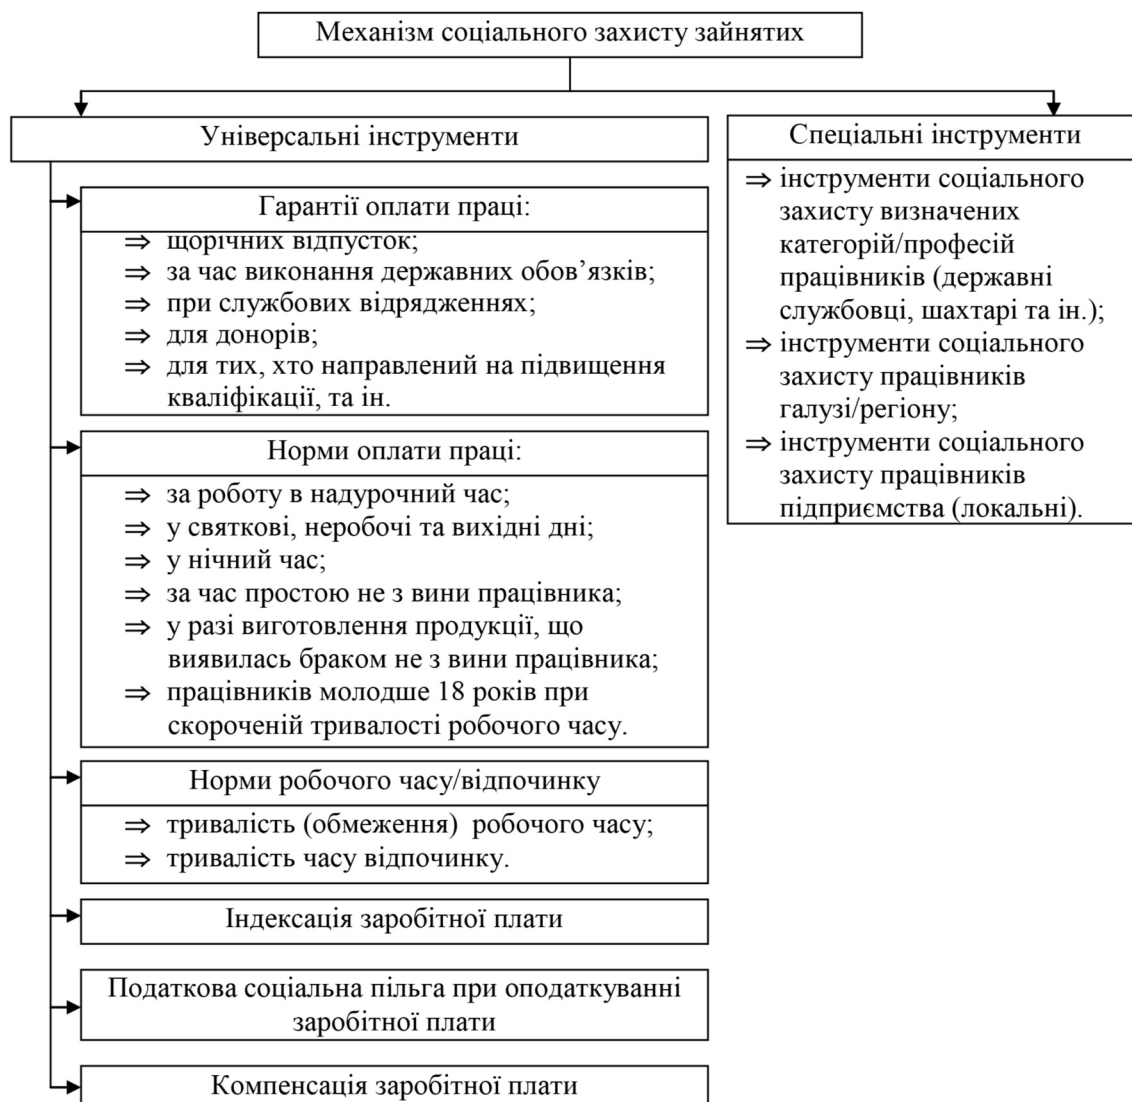 Механізм соціального захисту зайнятих
Універсальні інструменти
Гарантії оплати праці:
⇒ щорічних відпусток;
⇒ за час виконання державних обов’язків;
⇒ при службових відрядженнях;
⇒ для донорів;
⇒ для тих, хто направлений на підвищення
кваліфікації, та ін.
Норми оплати праці:
⇒ за роботу в надурочний час;
⇒ у святкові, неробочі та вихідні дні;
⇒ у нічний час;
⇒ за час простою не з вини працівника;
⇒ у разі виготовлення продукції, що
виявилась браком не з вини працівника;
⇒ працівників молодше 18 років при
скороченій тривалості робочого часу.
Норми робочого часу/відпочинку
⇒ тривалість (обмеження) робочого часу;
⇒ тривалість часу відпочинку.
Індексація заробітної плати
Податкова соціальна пільга при оподаткуванні
заробітної плати
Компенсація заробітної плати
Спеціальні інструменти
⇒ інструменти соціального
захисту визначених
категорій/професій
працівників (державні
службовці, шахтарі та ін.);
⇒ інструменти соціального
захисту працівників
галузі/регіону;
⇒ інструменти соціального
захисту працівників
підприємства (локальні).